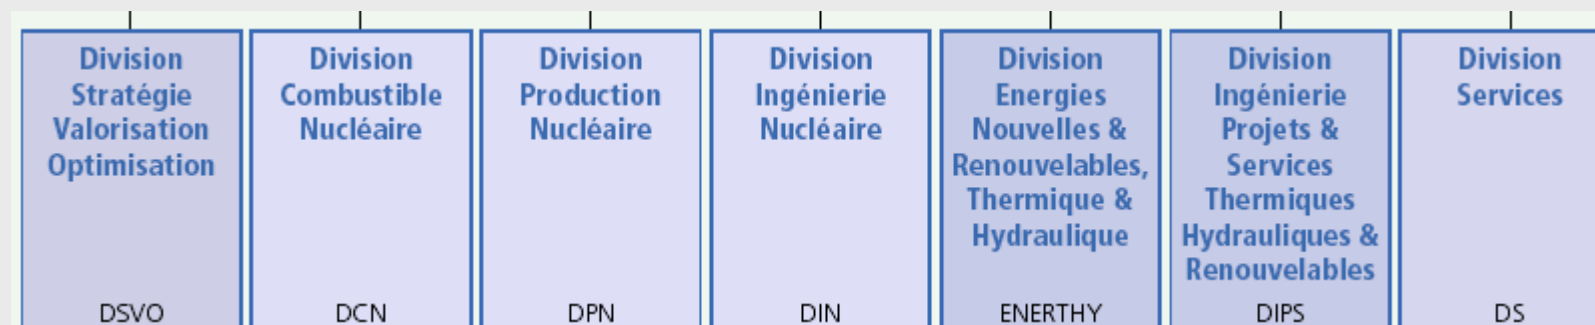 Division
Stratégie
Valorisation
Optimisation
DSVO
Division
Combustible
Nucléaire
DCN
Division
Production
Nucléaire
DPN
Division
Ingénierie
Nucléaire
DIN
Division
Energies
Nouvelles &
Renouvelables,
Thermique &
Hydraulique
ENERTHY
Division
Ingénierie
Projets &
Services
Thermiques
Hydrauliques &
Renouvelables
DIPS
Division
Services
DS